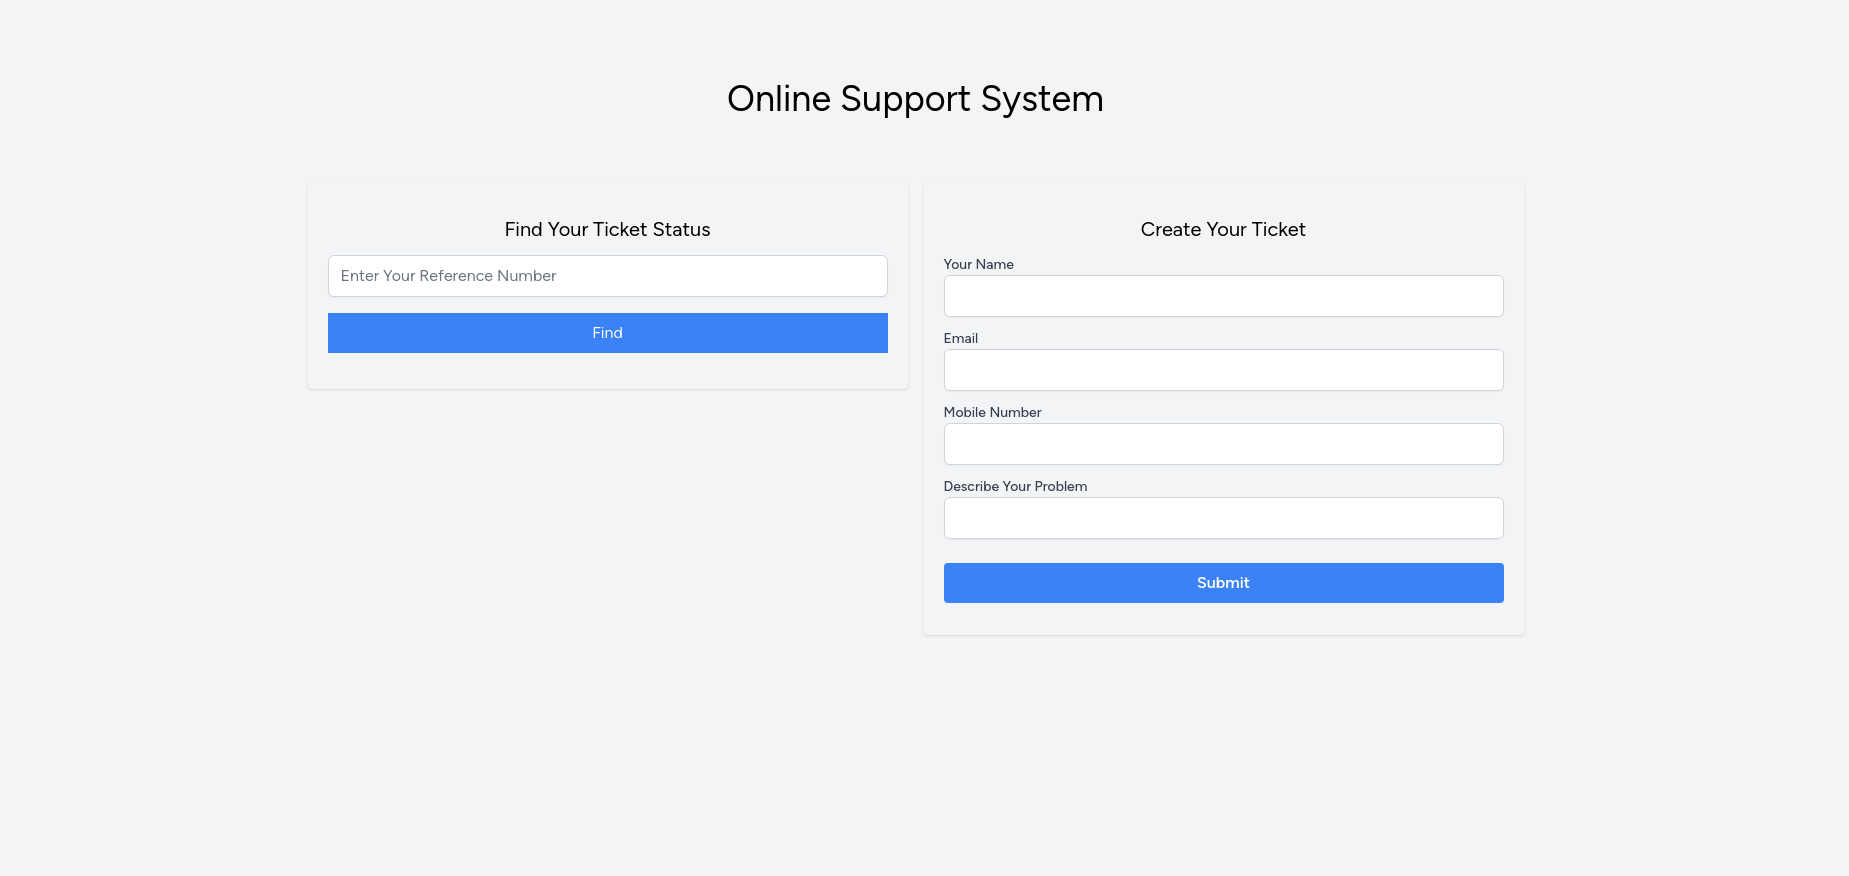 Online Support System
Find Your Ticket Status
Enter Your Reference Number
Find
Create Your Ticket
Your Name
Email
Mobile Number
Describe Your Problem
Submit